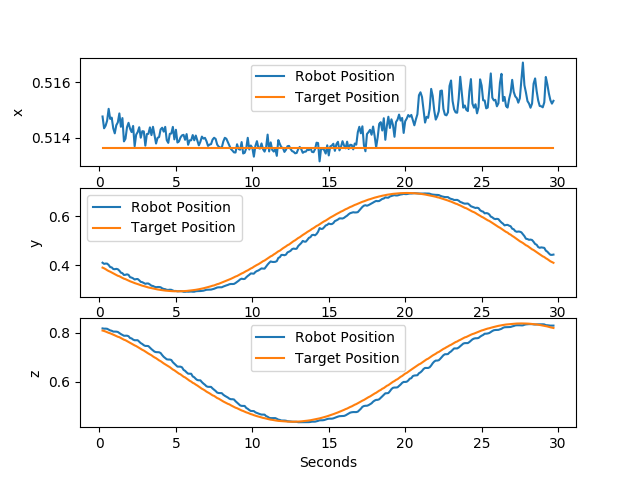 x
0.516
0.514
Robot Position
Target Position
0 5 10 15 20 25 30
y
0.6
0.4
Robot Position
Target Position
0 5 10 15 20 25 30
z
0.8
0.6
Robot Position
Target Position
0 5 10 15 20 25 30
Seconds